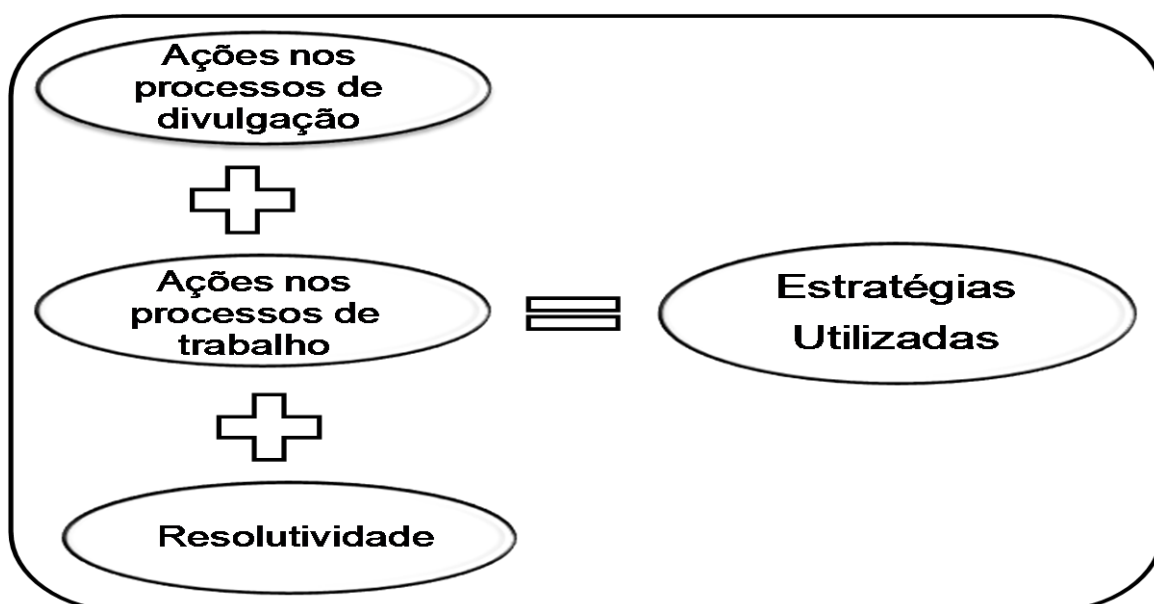 Ações nos
processos de
divulgação
Ações nos
processos de
trabalho
Resolutividade
Estratégias
Utilizadas